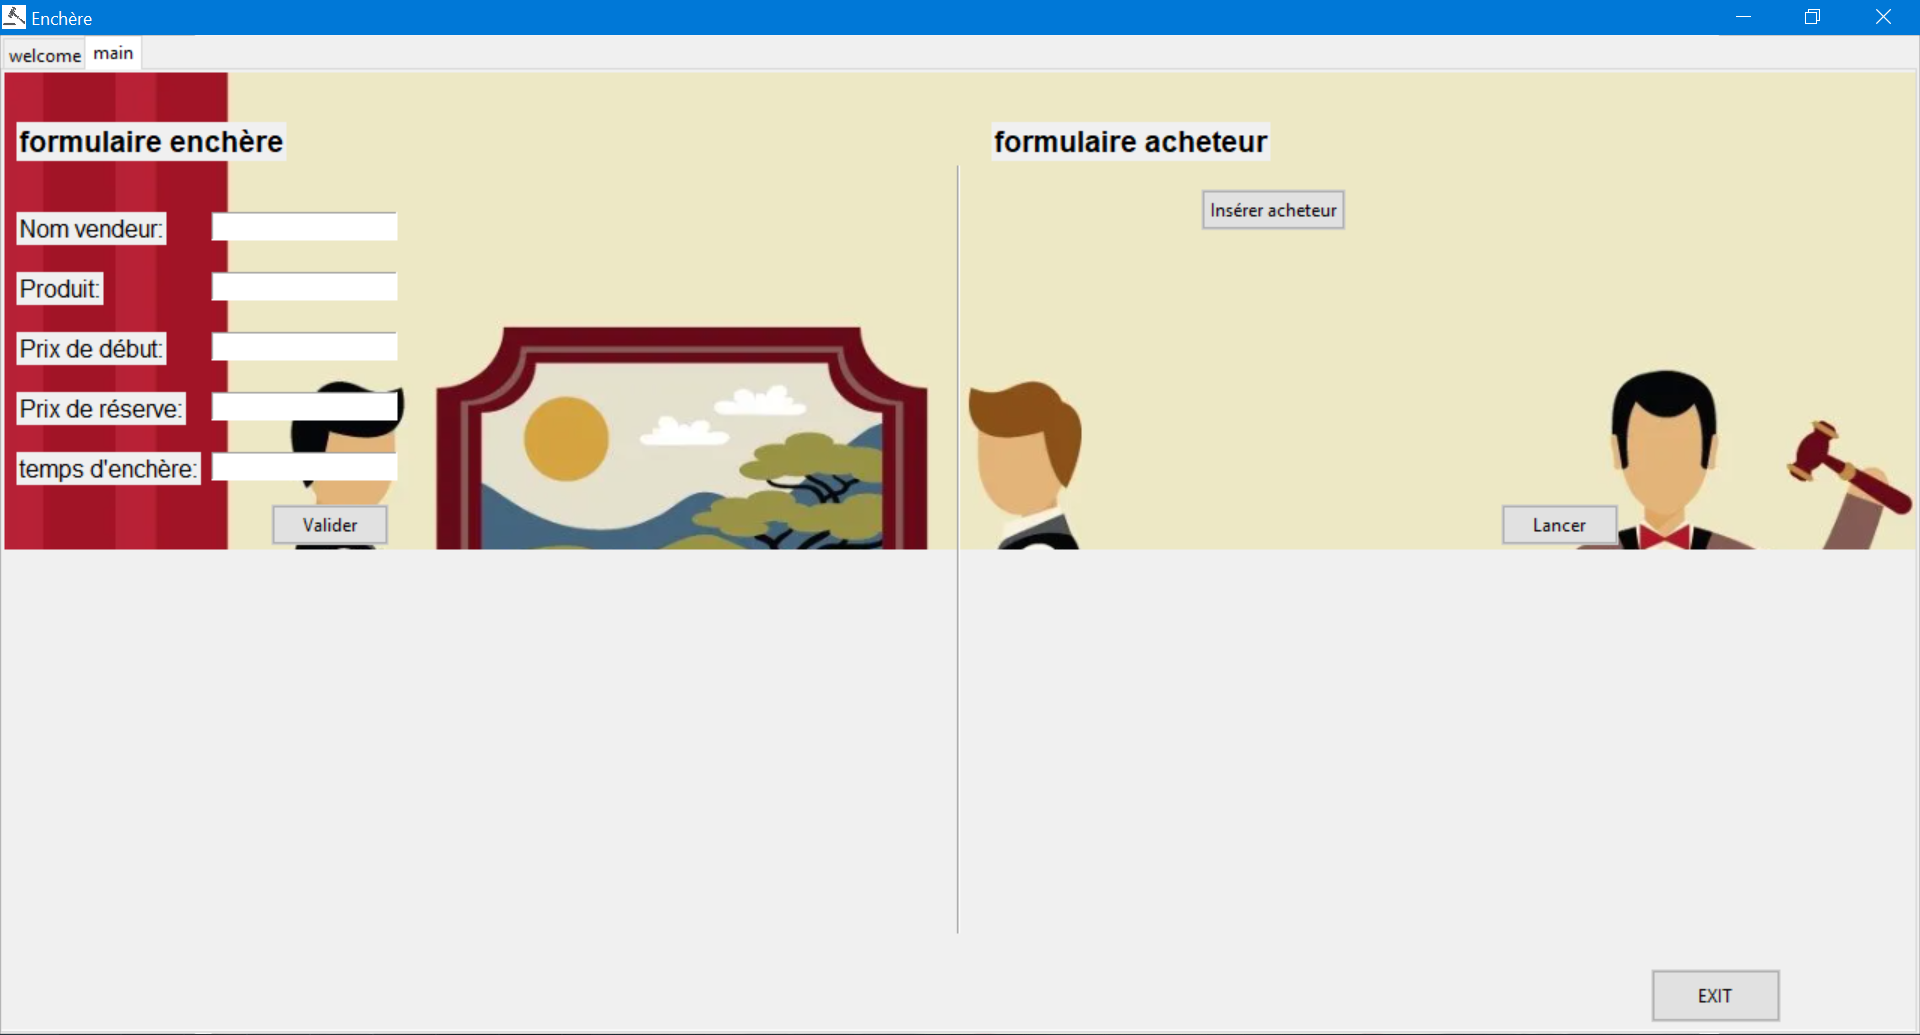 Enchère
welcome main
formulaire enchère
Nom vendeur:
Produit:
Prix de début:
Prix de réserve:
temps d'enchère:
Valider
formulaire acheteur
Insérer acheteur
Lancer
EXIT